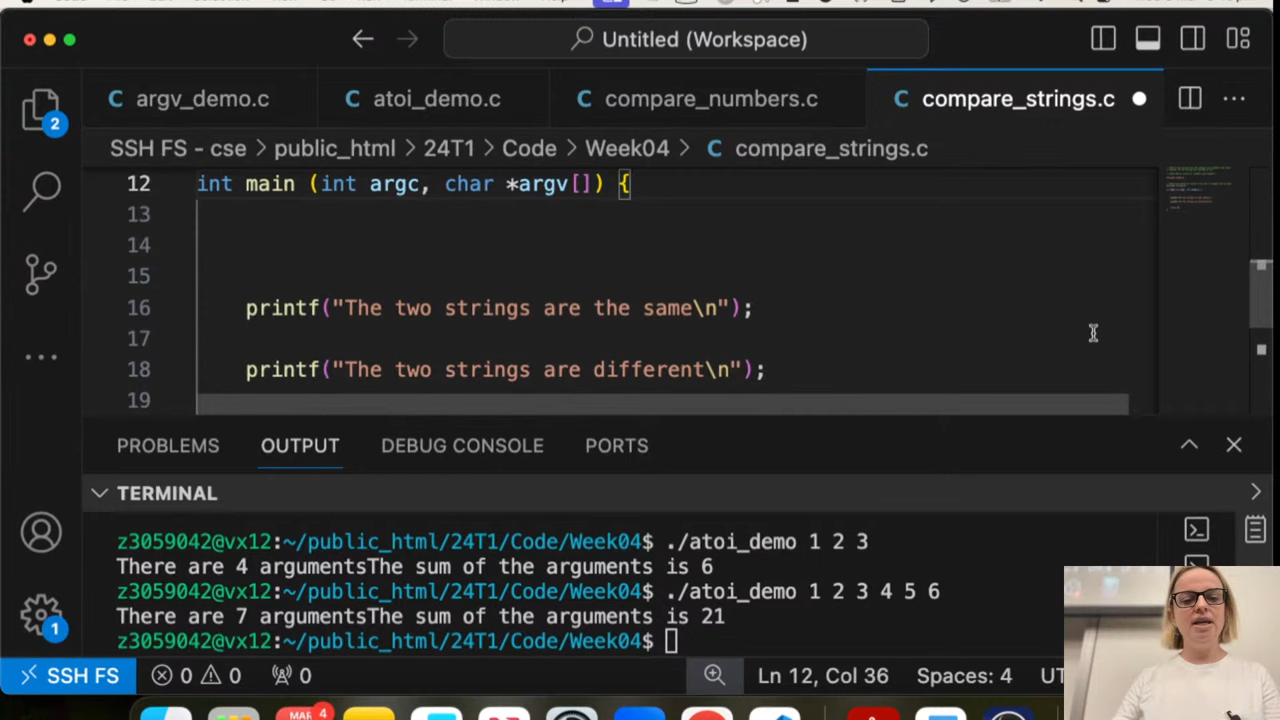 Untitled (Workspace)
C argv_demo.c C atoi_demo.c C compare_numbers.c C compare_strings.c
2
SSH FS - cse > public_html > 24T1 > Code > Week04 > C compare_strings.c
12 int main (int argc, char *argv[]) {
13
14
15
16 printf("The two strings are the same\n");
17
18 printf("The two strings are different\n");
19
PROBLEMS OUTPUT DEBUG CONSOLE PORTS
TERMINAL
z3059042@vx12:~/public_html/24T1/Code/Week04$ ./atoi_demo 1 2 3
There are 4 argumentsThe sum of the arguments is 6
z3059042@vx12:~/public_html/24T1/Code/Week04$ ./atoi_demo 1 2 3 4 5 6
There are 7 argumentsThe sum of the arguments is 21
z3059042@vx12:~/public_html/24T1/Code/Week04$
1
SSH FS 0 0 0 Ln 12, Col 36 Spaces: 4
MAR 4